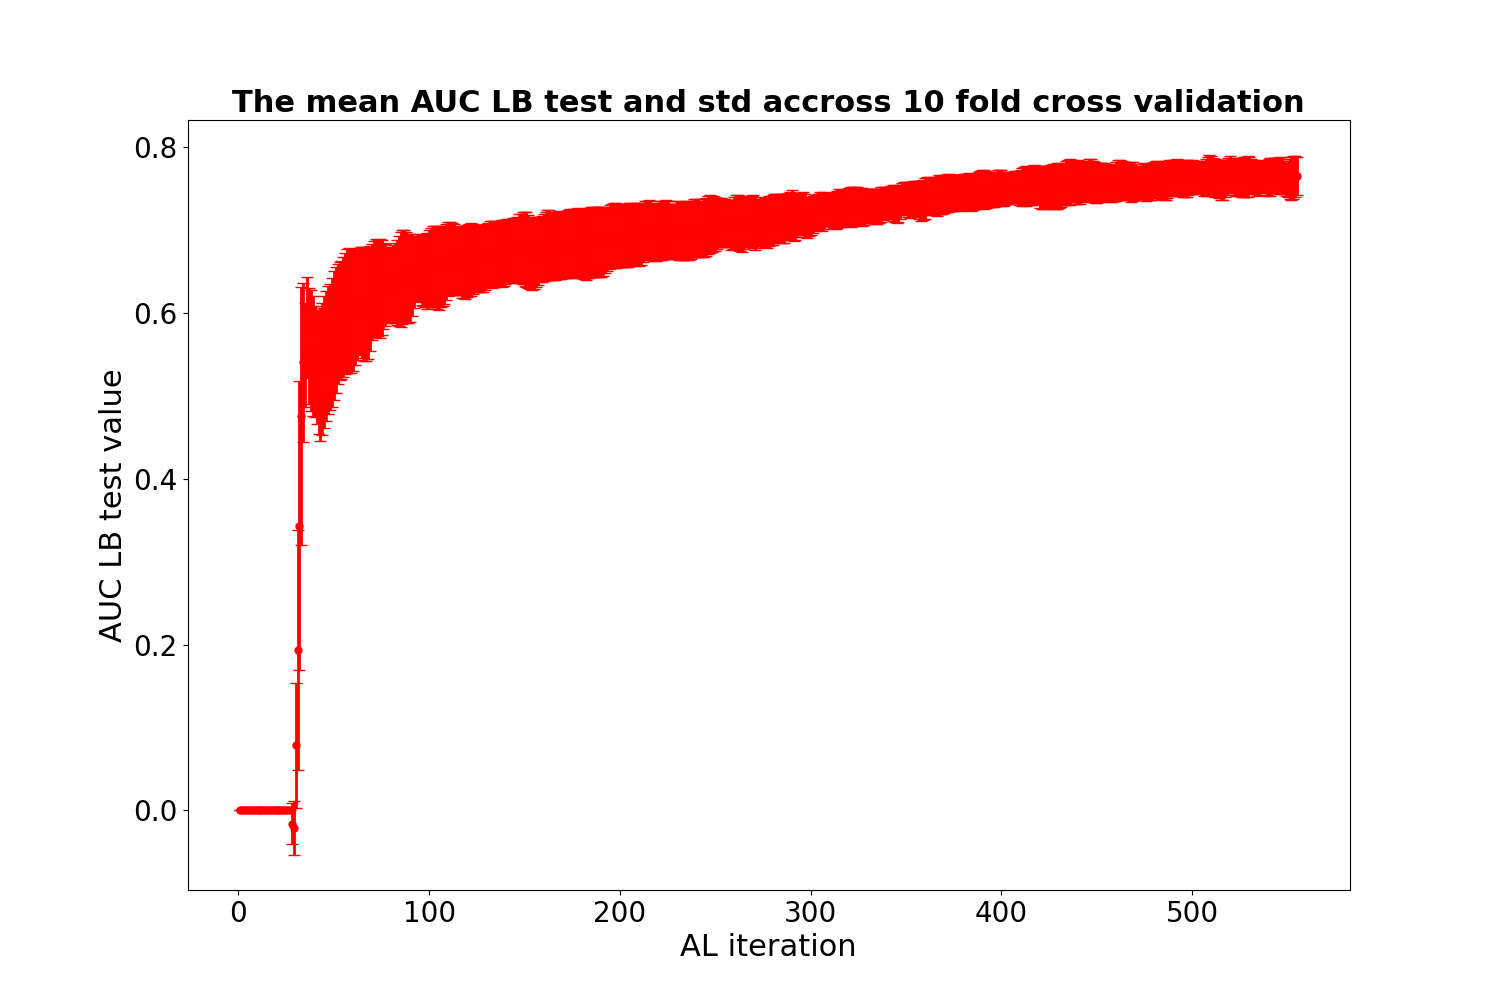 The mean AUC LB test and std accross 10 fold cross validation
0.8
0.6
0.4
0.2
0.0
AUC LB test value
0 100 200 300 400 500
AL iteration